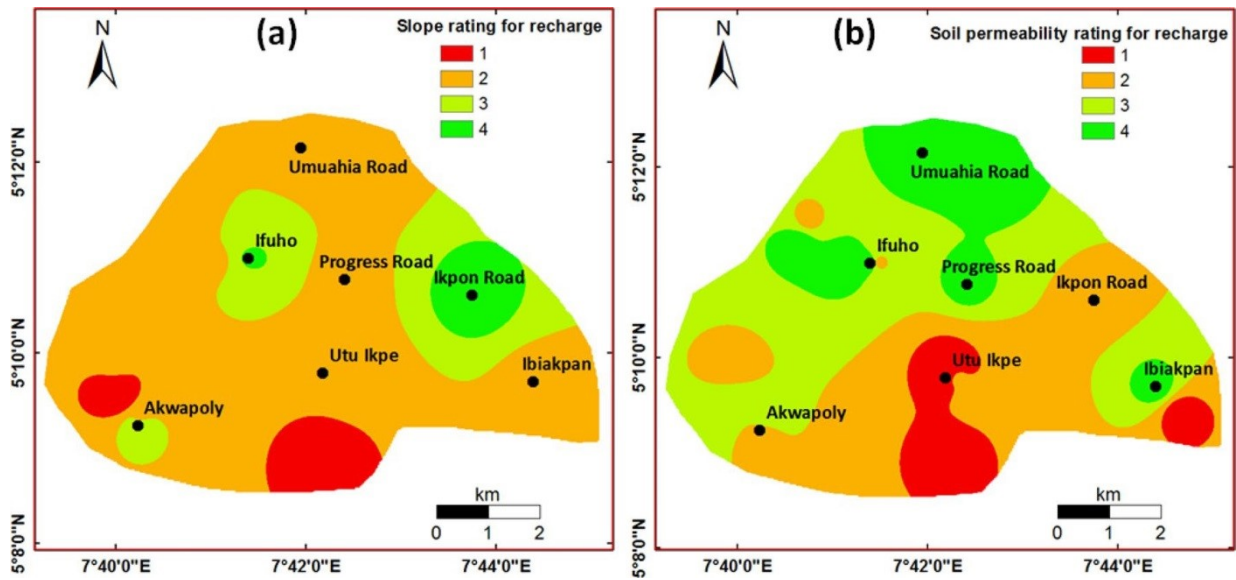 (a)
N
Slope rating for recharge
1
2
3
4
5°12'0"N
5°10'0"N
5°8'0"N
Umuahia Road
Ifuho
Progress Road
Ikpon Road
Utu Ikpe
Ibiakpan
Akwapoly
km
0 1 2
7°40'0"E 7°42'0"E 7°44'0"E
(b)
N
Soil permeability rating for recharge
1
2
3
4
5°12'0"N
5°10'0"N
5°8'0"N
Umuahia Road
Ifuho
Progress Road
Ikpon Road
Utu Ikpe
Ibiakpan
Akwapoly
km
0 1 2
7°40'0"E 7°42'0"E 7°44'0"E